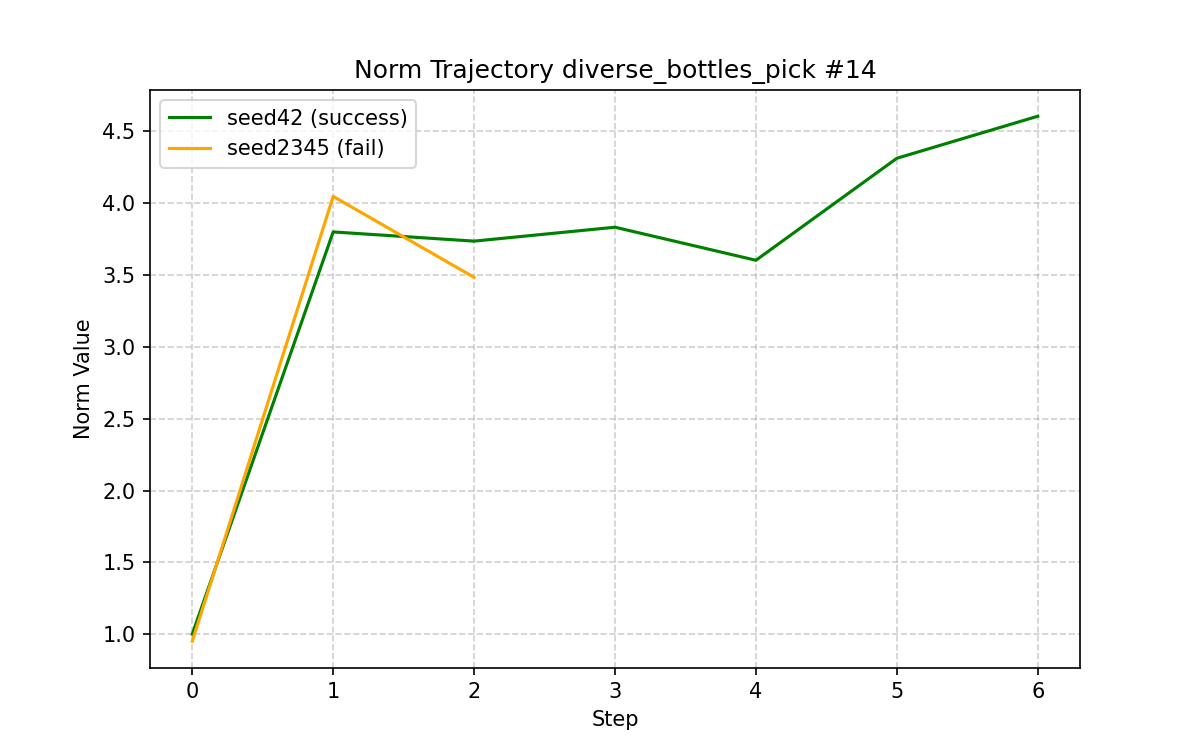 Norm Trajectory diverse_bottles_pick #14
seed42 (success)
seed2345 (fail)
4.5
4.0
3.5
3.0
2.5
2.0
1.5
1.0
Norm Value
0 1 2 3 4 5 6
Step